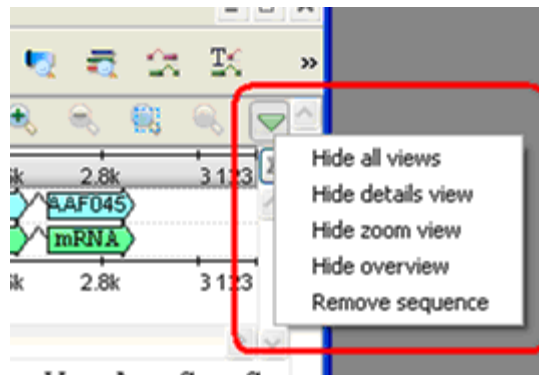 »
2.8k
3 123
AAF045
mRNA
2.8k
3 123
Hide all views
Hide details view
Hide zoom view
Hide overview
Remove sequence